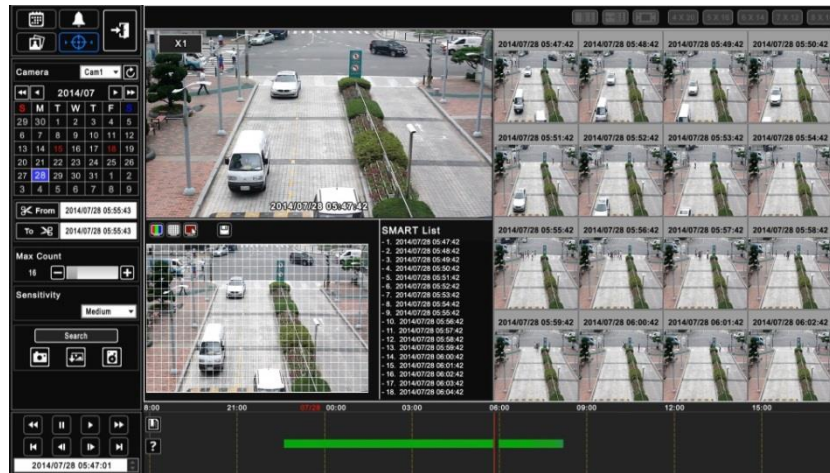 4 X 20
5 X 16
6 X 14
7 X 12
X1
Camera
Cam1
2014/07
S M T W T F S
29 30 1 2 3 4 5
6 7 8 9 10 11 12
13 14 15 16 17 18 19
20 21 22 23 24 25 26
27 28 29 30 31 1 2
3 4 5 6 7 8 9
From 2014/07/28 05:55:43
To 2014/07/28 05:55:43
Max Count
16
Sensitivity
Medium
Search
2014/07/28 05:47:01
2014/07/28 05:47:42
SMART List
- 1. 2014/07/28 05:47:42
- 2. 2014/07/28 05:48:42
- 3. 2014/07/28 05:49:42
- 4. 2014/07/28 05:50:42
- 5. 2014/07/28 05:51:42
- 6. 2014/07/28 05:52:42
- 7. 2014/07/28 05:53:42
- 8. 2014/07/28 05:54:42
- 9. 2014/07/28 05:55:42
- 10. 2014/07/28 05:56:42
- 11. 2014/07/28 05:57:42
- 12. 2014/07/28 05:58:42
- 13. 2014/07/28 05:59:42
- 14. 2014/07/28 06:00:42
- 15. 2014/07/28 06:01:42
- 16. 2014/07/28 06:02:42
- 17. 2014/07/28 06:03:42
- 18. 2014/07/28 06:04:42
2014/07/28 05:47:42 2014/07/28 05:48:42 2014/07/28 05:49:42 2014/07/28 05:50:42
2014/07/28 05:51:42 2014/07/28 05:52:42 2014/07/28 05:53:42 2014/07/28 05:54:42
2014/07/28 05:55:42 2014/07/28 05:56:42 2014/07/28 05:57:42 2014/07/28 05:58:42
2014/07/28 05:59:42 2014/07/28 06:00:42 2014/07/28 06:01:42 2014/07/28 06:02:42
8:00 21:00 07/28 00:00 03:00 06:00 09:00 12:00 15:00
?